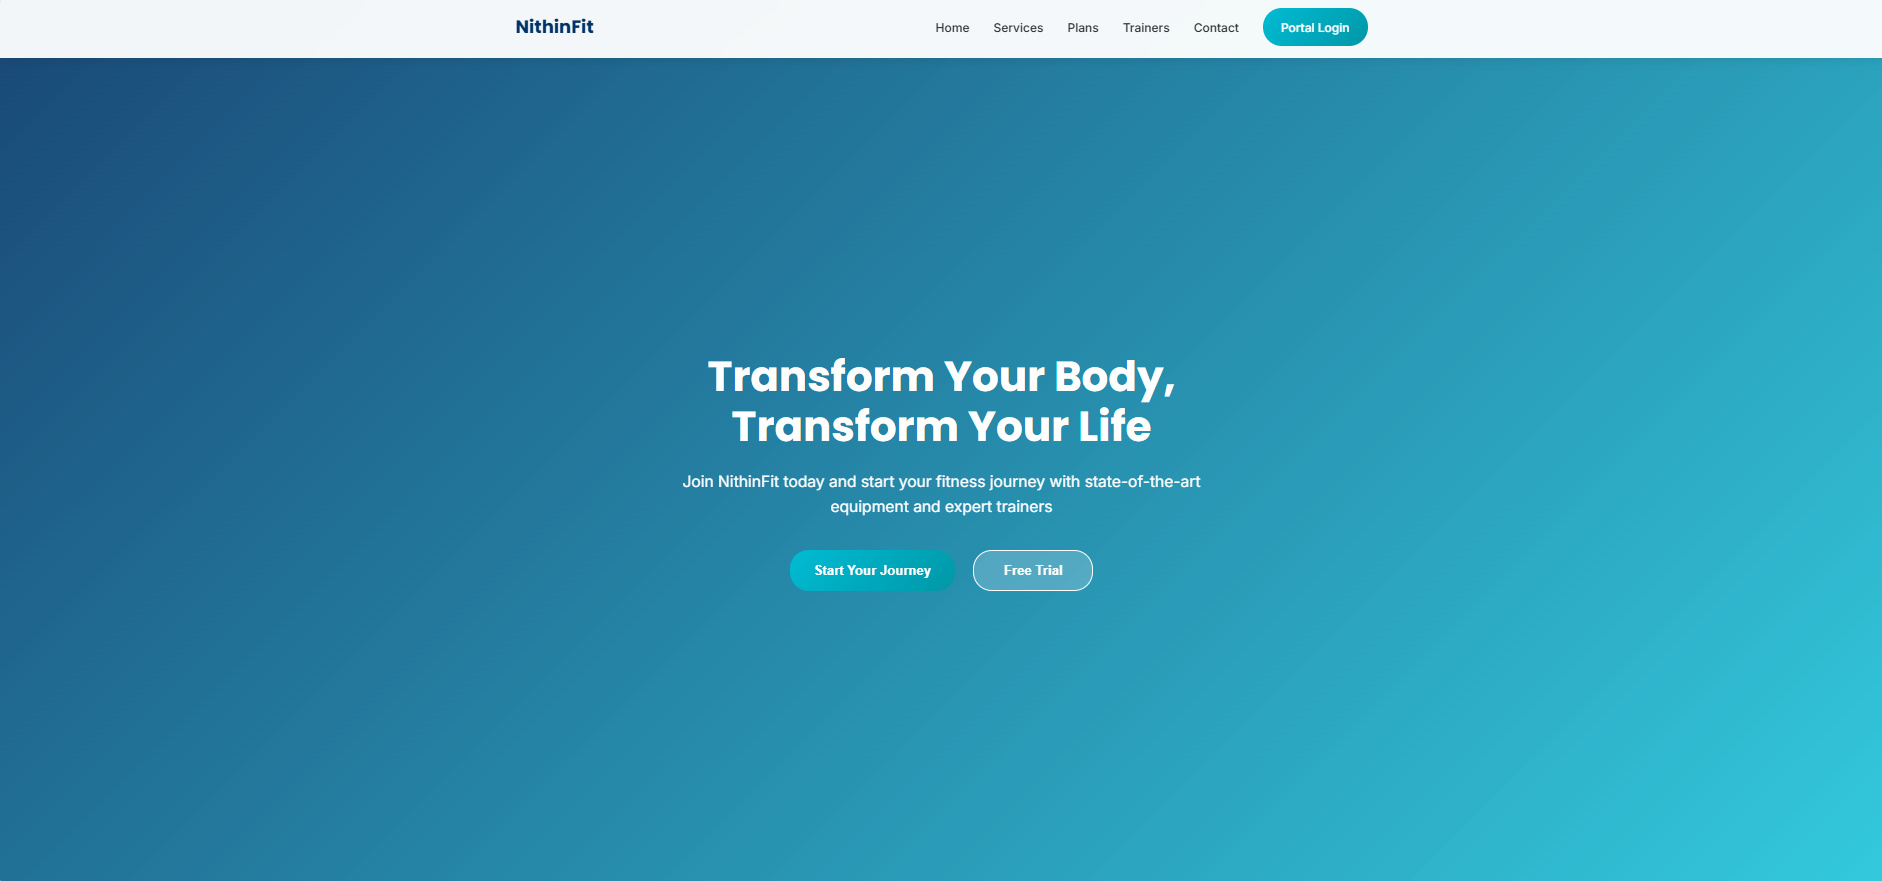 NithinFit
Home Services Plans Trainers Contact Portal Login
Transform Your Body,
Transform Your Life
Join NithinFit today and start your fitness journey with state-of-the-art
equipment and expert trainers
Start Your Journey Free Trial